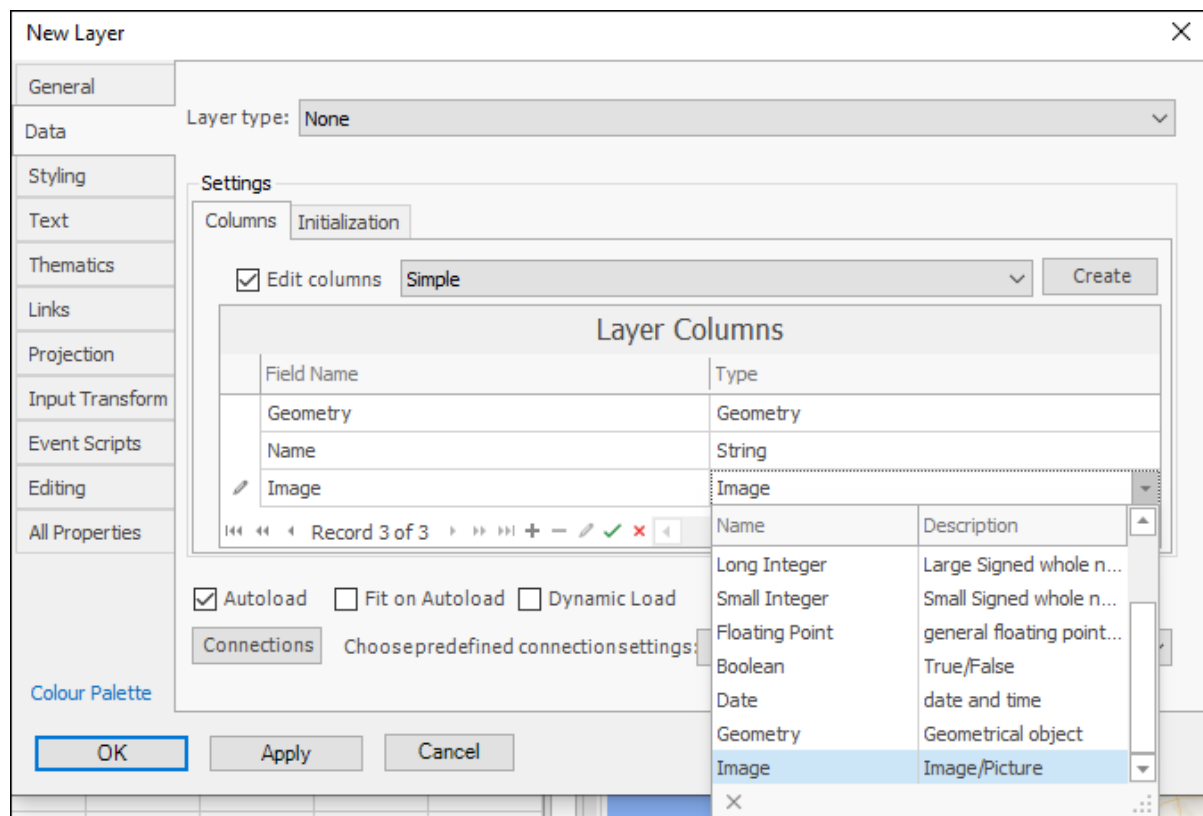 New Layer
General
Data
Styling
Text
Thematics
Links
Projection
Input Transform
Event Scripts
Editing
All Properties
Colour Palette
Layer type: None
Settings
Columns Initialization
Edit columns Simple Create
Layer Columns
Field Name Type
Geometry Geometry
Name String
Image Image
Record 3 of 3
Name Description
Long Integer Large Signed whole n...
Small Integer Small Signed whole n...
Floating Point general floating point...
Boolean True/False
Date date and time
Geometry Geometrical object
Image Image/Picture
Autoload Fit on Autoload Dynamic Load
Connections Choose predefined connection settings:
OK Apply Cancel